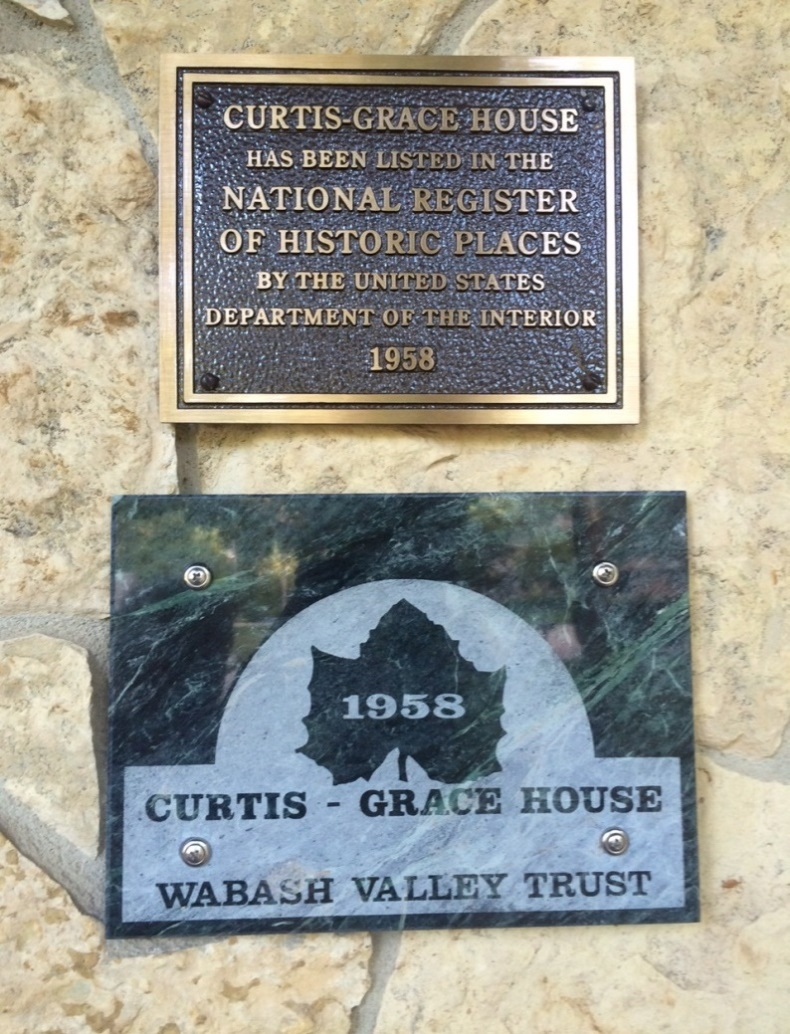 CURTIS-GRACE HOUSE
HAS BEEN LISTED IN THE
NATIONAL REGISTER
OF HISTORIC PLACES
BY THE UNITED STATES
DEPARTMENT OF THE INTERIOR
1958
1958
CURTIS - GRACE HOUSE
WABASH VALLEY TRUST